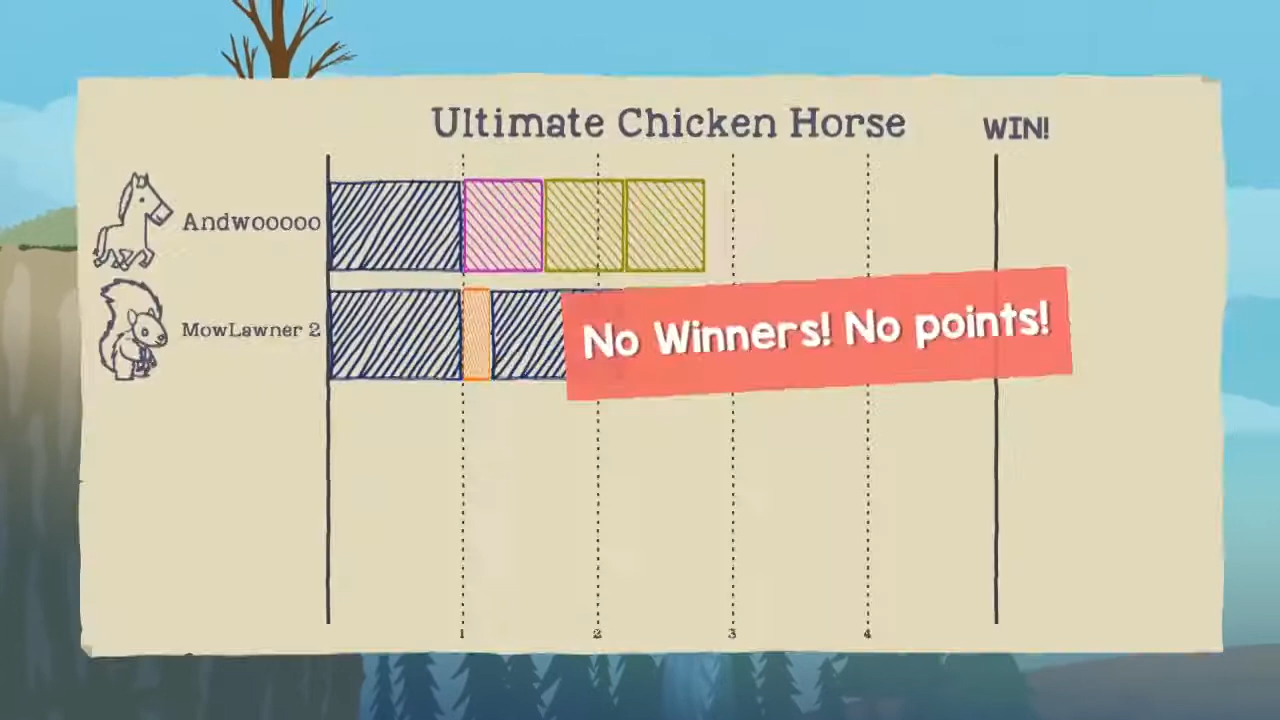 Ultimate Chicken Horse
WIN!
Andwooooo
MowLawner 2
No Winners! No points!
1 2 3 4